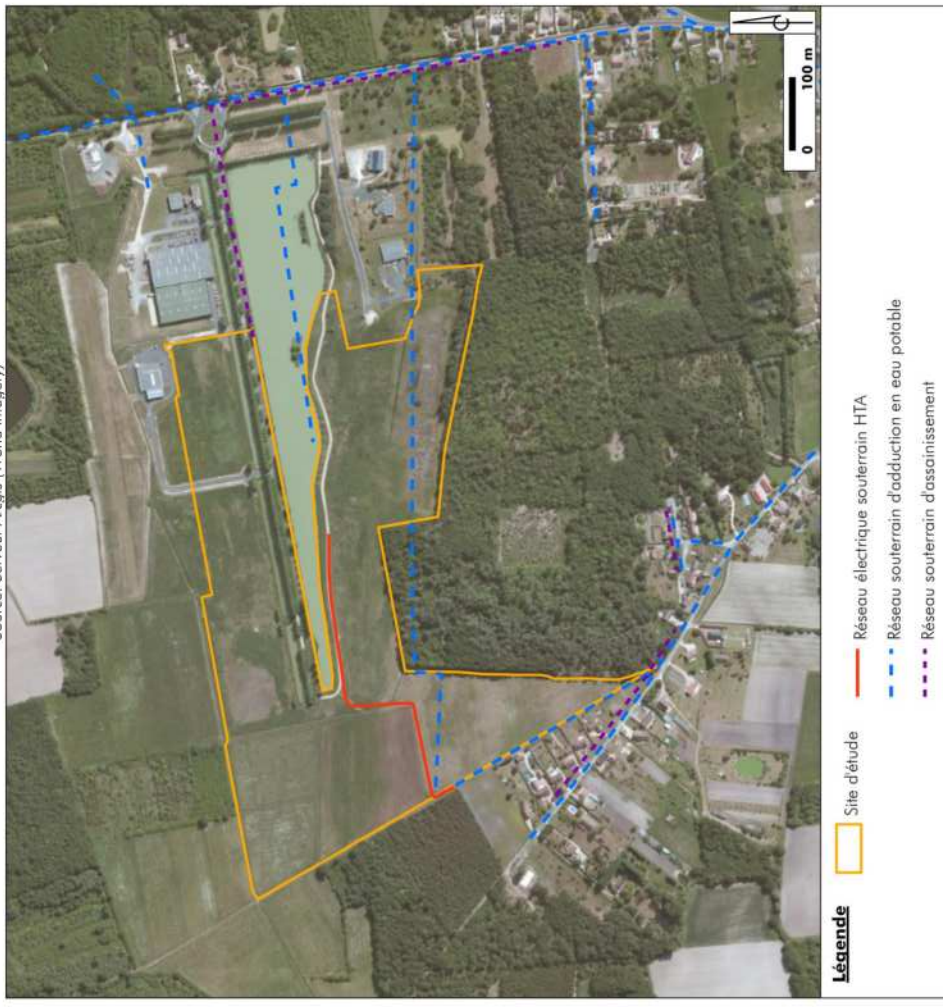 100 m
0
Légende
Site d'étude
Réseau électrique souterrain HTA
Réseau souterrain d'adduction en eau potable
Réseau souterrain d'assainissement